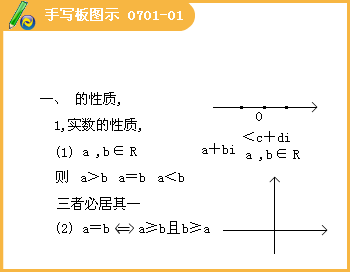 手写板图示 0701-01
一、 的性质,
1,实数的性质,
(1) a ,b∈R
则 a>b a=b a<b
三者必居其一
(2) a=b⇔a≥b且b≥a
0
<c+di
a+bi
a ,b∈R